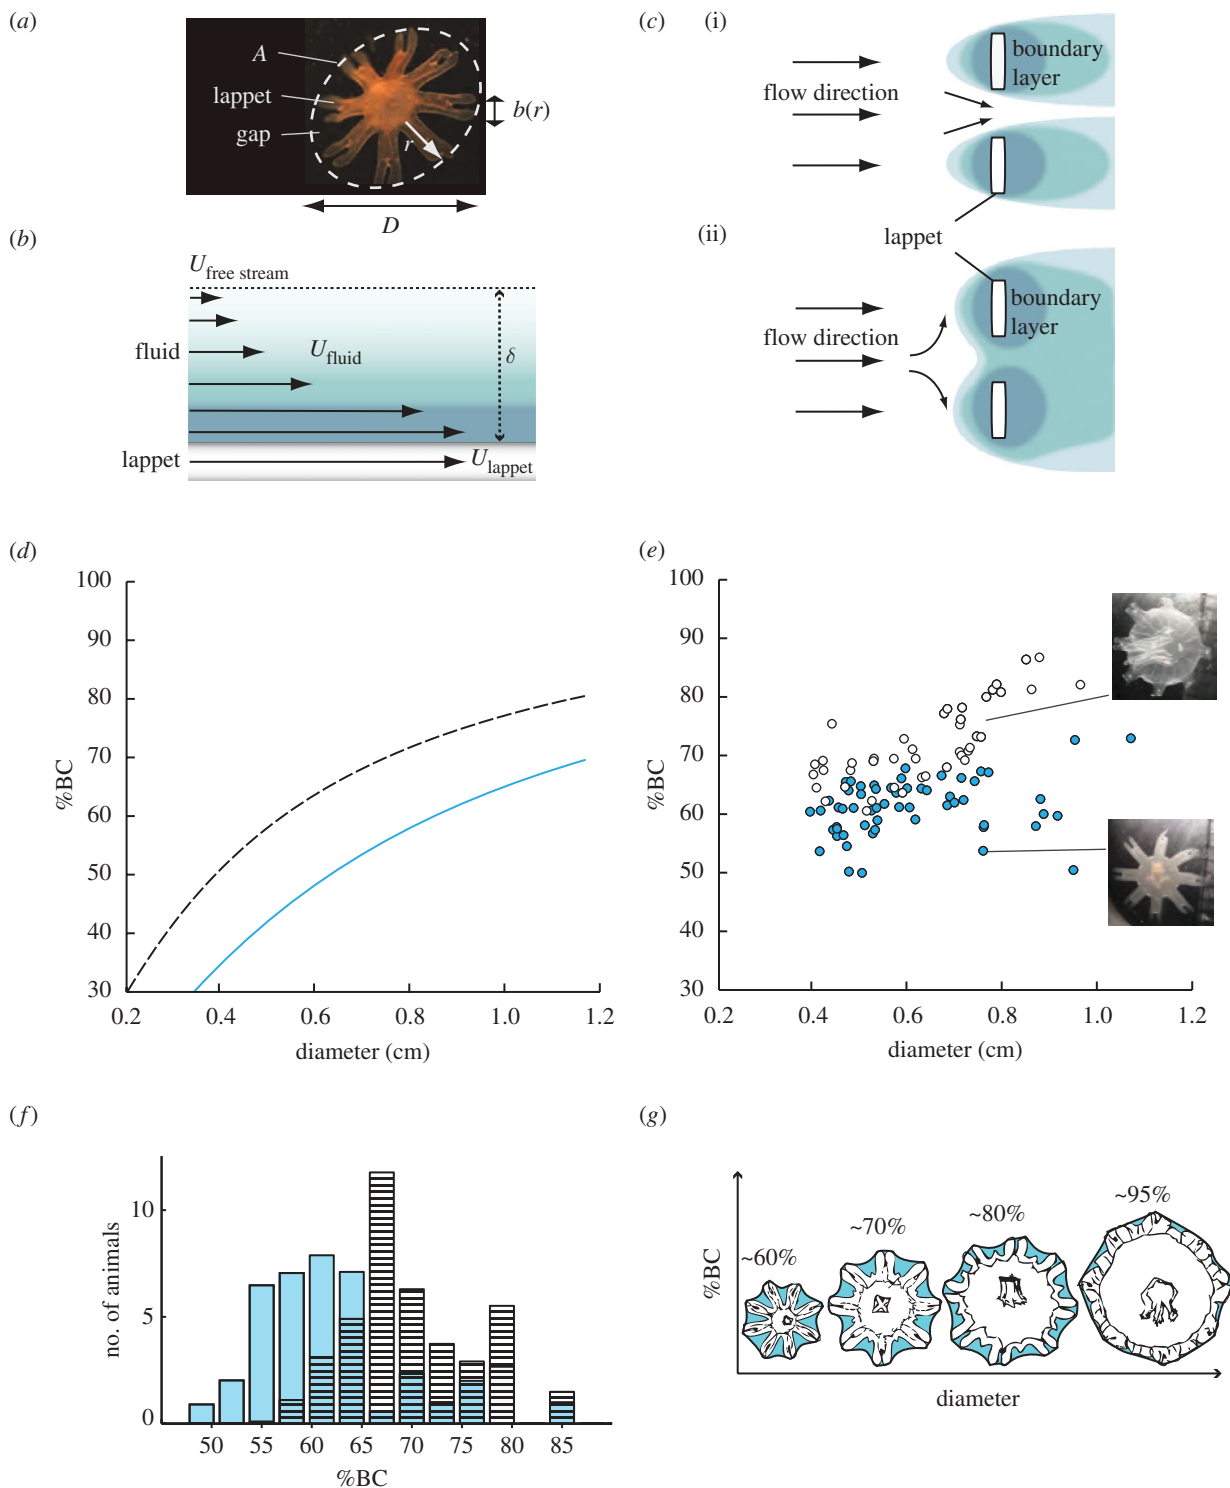 (a)
A
lappet
gap
r
b(r)
D
(b)
U free stream
fluid
U fluid
δ
lappet
U lappet
(c)
(i)
boundary
layer
flow direction
lappet
(ii)
boundary
layer
flow direction
(d)
100
90
80
70
60
50
40
30
%BC
0.2
0.4
0.6
0.8
1.0
1.2
diameter (cm)
(e)
100
90
80
70
60
50
40
30
%BC
0.2
0.4
0.6
0.8
1.0
1.2
diameter (cm)
(f)
10
5
0
no. of animals
50
55
60
65
70
75
80
85
%BC
(g)
%BC
~60%
~70%
~80%
~95%
diameter